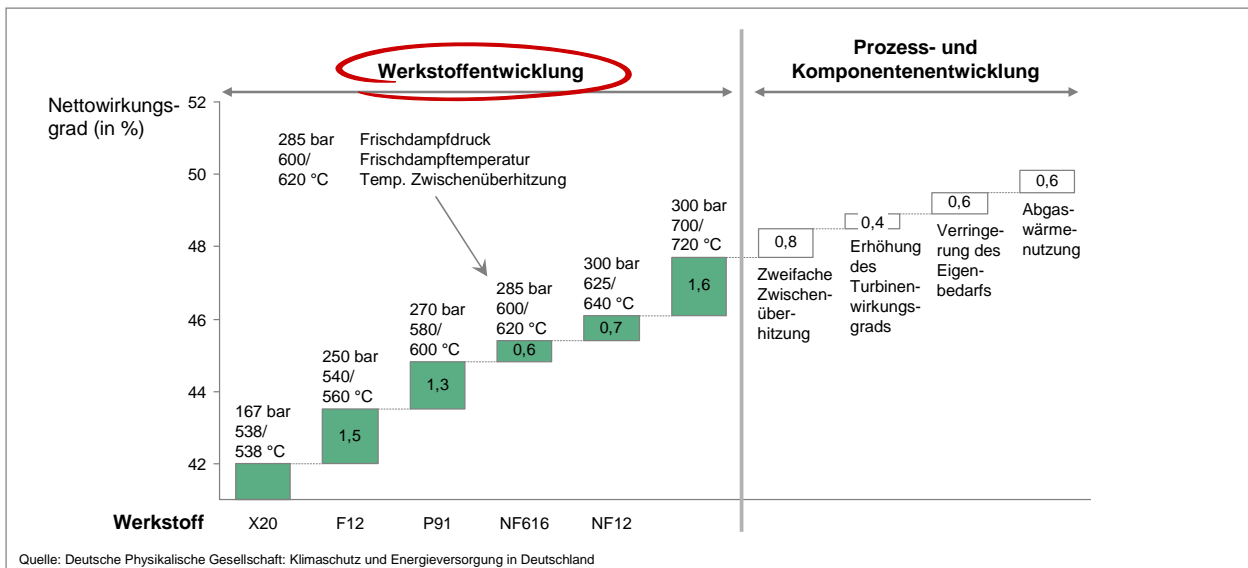 Werkstoffentwicklung
Prozess- und
Komponentenentwicklung
Nettowirkungs-
grad (in %)
52
50
48
46
44
42
285 bar Frischdampfdruck
600/ Frischdampftemperatur
620 °C Temp. Zwischenüberhitzung
167 bar
538/
538 °C
250 bar
540/
560 °C
1,5
270 bar
580/
600 °C
1,3
285 bar
600/
620 °C
0,6
300 bar
625/
640 °C
0,7
300 bar
700/
720 °C
1,6
0,8
Zweifache
Zwischen-
über-
hitzung
0,4
Erhöhung
des
Turbinen-
wirkungs-
grads
0,6
Verringe-
rung des
Eigen-
bedarfs
0,6
Abgas-
wärme-
nutzung
Werkstoff X20 F12 P91 NF616 NF12
Quelle: Deutsche Physikalische Gesellschaft: Klimaschutz und Energieversorgung in Deutschland